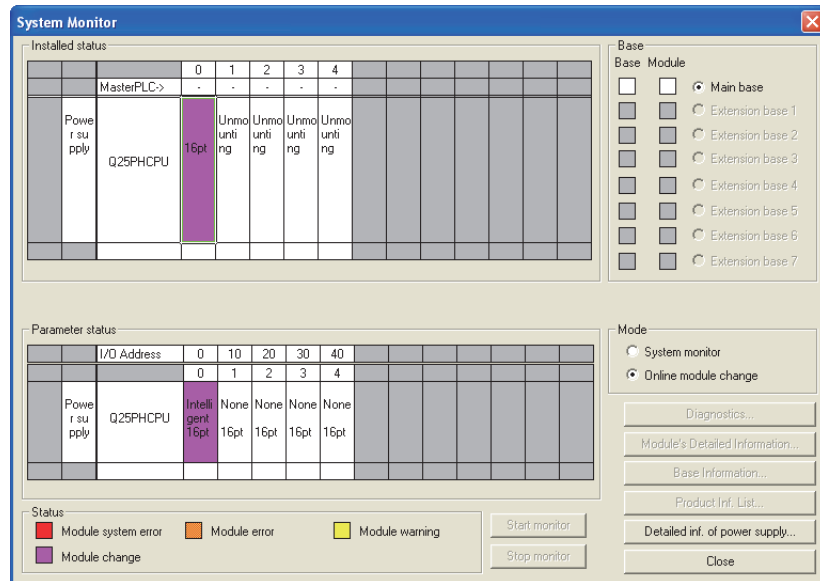 System Monitor
Installed status
0 1 2 3 4
MasterPLC-> - - - - -
Powe
r su
pply
Q25PHCPU
16pt
Unmo
unti
ng
Unmo
unti
ng
Unmo
unti
ng
Unmo
unti
ng
Base
Base Module
Main base
Extension base 1
Extension base 2
Extension base 3
Extension base 4
Extension base 5
Extension base 6
Extension base 7
Parameter status
I/O Address 0 10 20 30 40
0 1 2 3 4
Powe
r su
pply
Q25PHCPU
Intelli
gent
16pt
None
16pt
None
16pt
None
16pt
None
16pt
Mode
System monitor
Online module change
Diagnostics...
Module's Detailed Information...
Base Information...
Product Inf. List...
Detailed inf. of power supply...
Close
Status
Module system error
Module error
Module warning
Module change
Start monitor
Stop monitor